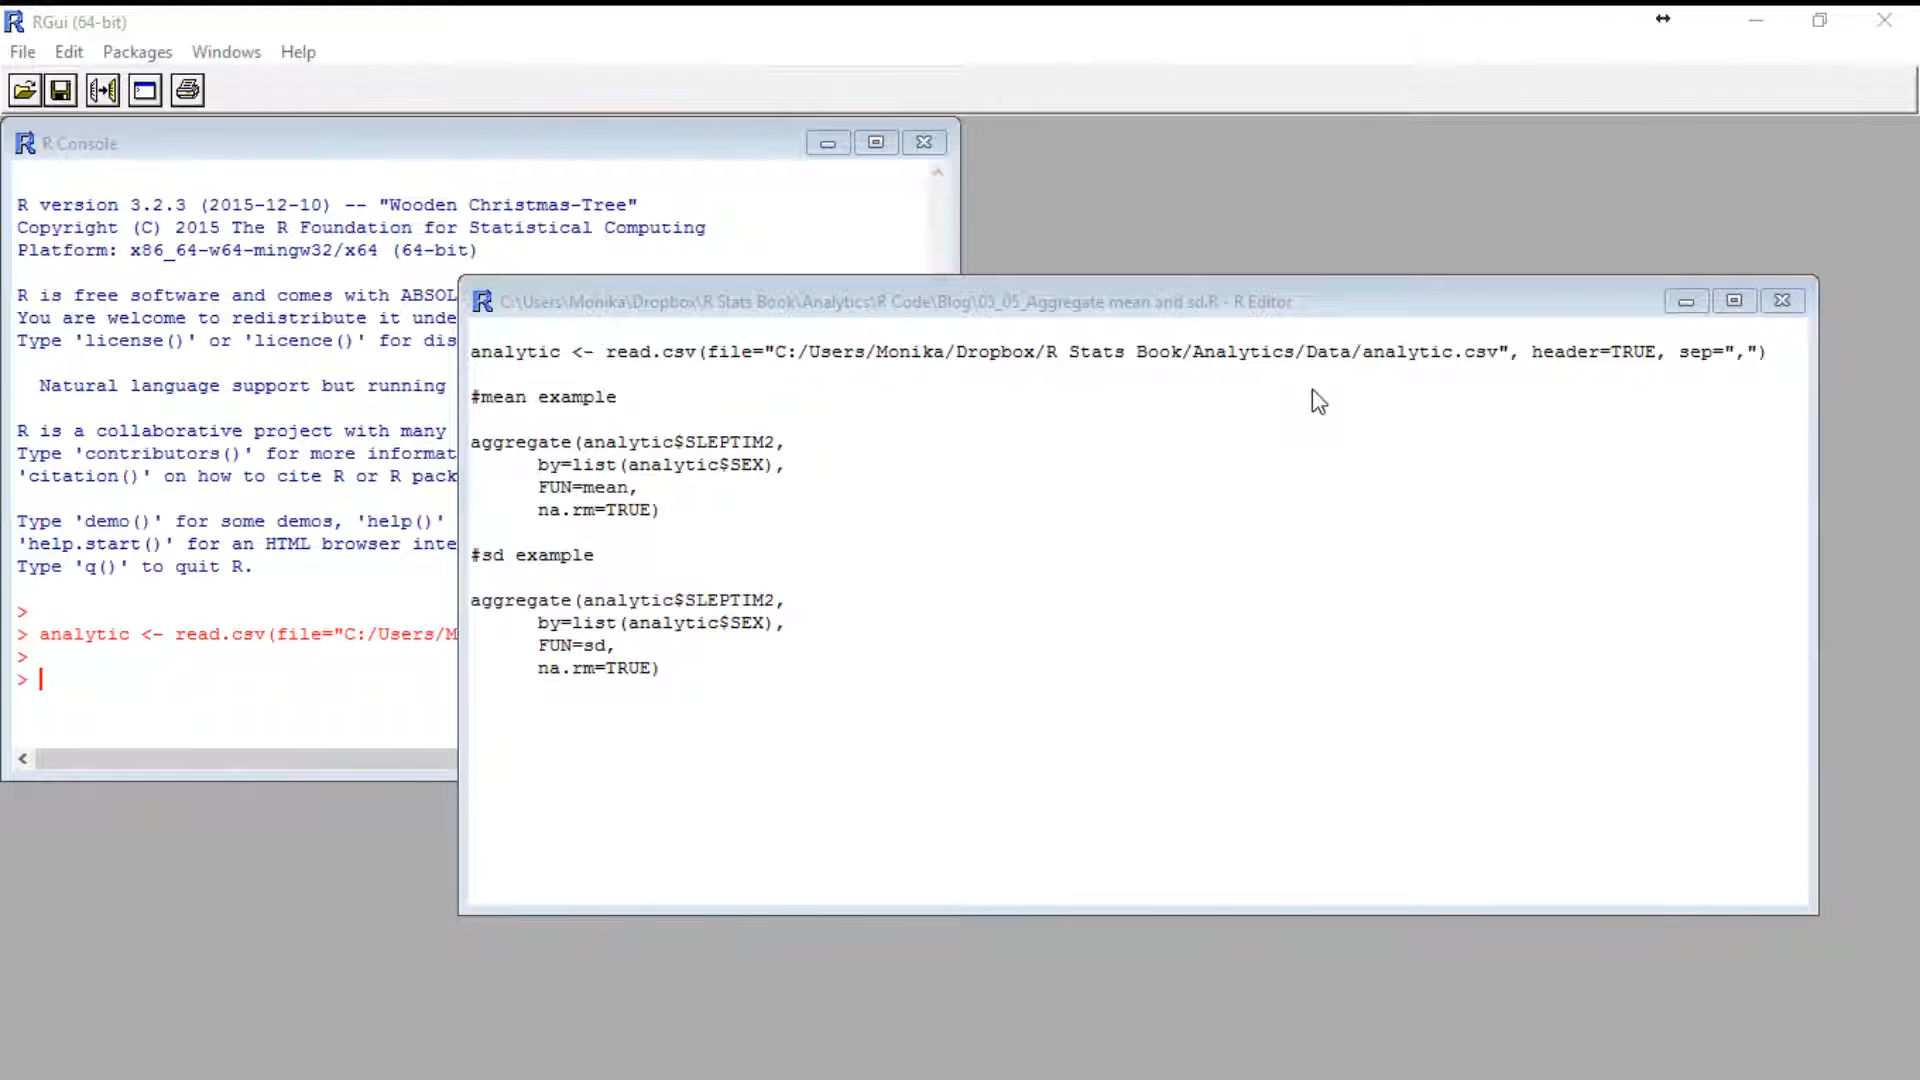 RGui (64-bit)
File Edit Packages Windows Help
R Console
R version 3.2.3 (2015-12-10) -- "Wooden Christmas-Tree"
Copyright (C) 2015 The R Foundation for Statistical Computing
Platform: x86_64-w64-mingw32/x64 (64-bit)
R is free software and comes with ABSOL
You are welcome to redistribute it unde
Type 'license()' or 'licence()' for dis
Natural language support but running
R is a collaborative project with many
Type 'contributors()' for more informat
'citation()' on how to cite R or R pack
Type 'demo()' for some demos, 'help()'
'help.start()' for an HTML browser inte
Type 'q()' to quit R.
>
> analytic <- read.csv(file="C:/Users/M
>
>
C:\Users\Monika\Dropbox\R Stats Book\Analytics\R Code\Blog\03_05_Aggregate mean and sd.R - R Editor
analytic <- read.csv(file="C:/Users/Monika/Dropbox/R Stats Book/Analytics/Data/analytic.csv", header=TRUE, sep=",")
#mean example
aggregate(analytic$SLEPTIM2,
by=list(analytic$SEX),
FUN=mean,
na.rm=TRUE)
#sd example
aggregate(analytic$SLEPTIM2,
by=list(analytic$SEX),
FUN=sd,
na.rm=TRUE)